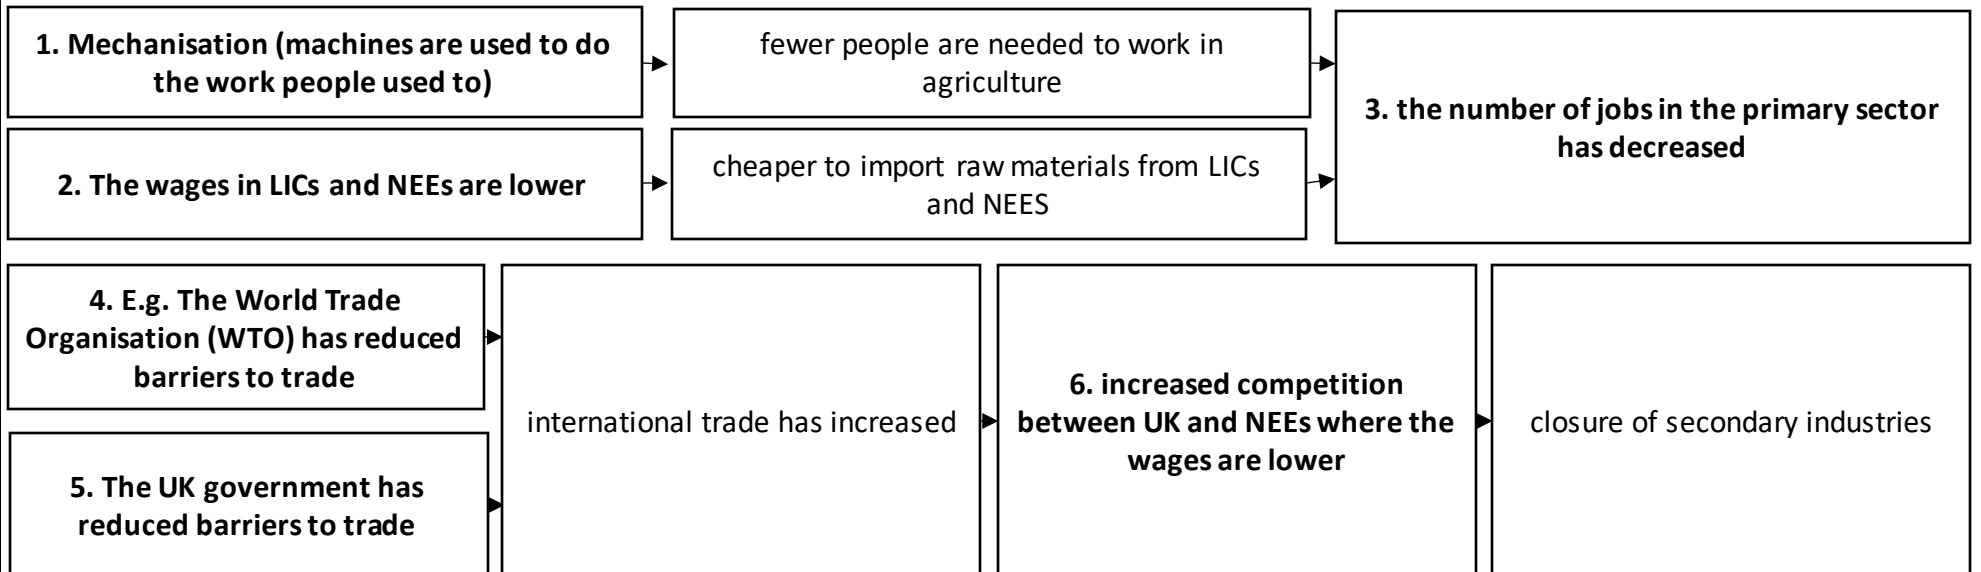 1. Mechanisation (machines are used to do
the work people used to)
fewer people are needed to work in
agriculture
3. the number of jobs in the primary sector
has decreased
2. The wages in LICs and NEEs are lower
cheaper to import raw materials from LICs
and NEES
4. E.g. The World Trade
Organisation (WTO) has reduced
barriers to trade
5. The UK government has
reduced barriers to trade
international trade has increased
6. increased competition
between UK and NEEs where the
wages are lower
closure of secondary industries